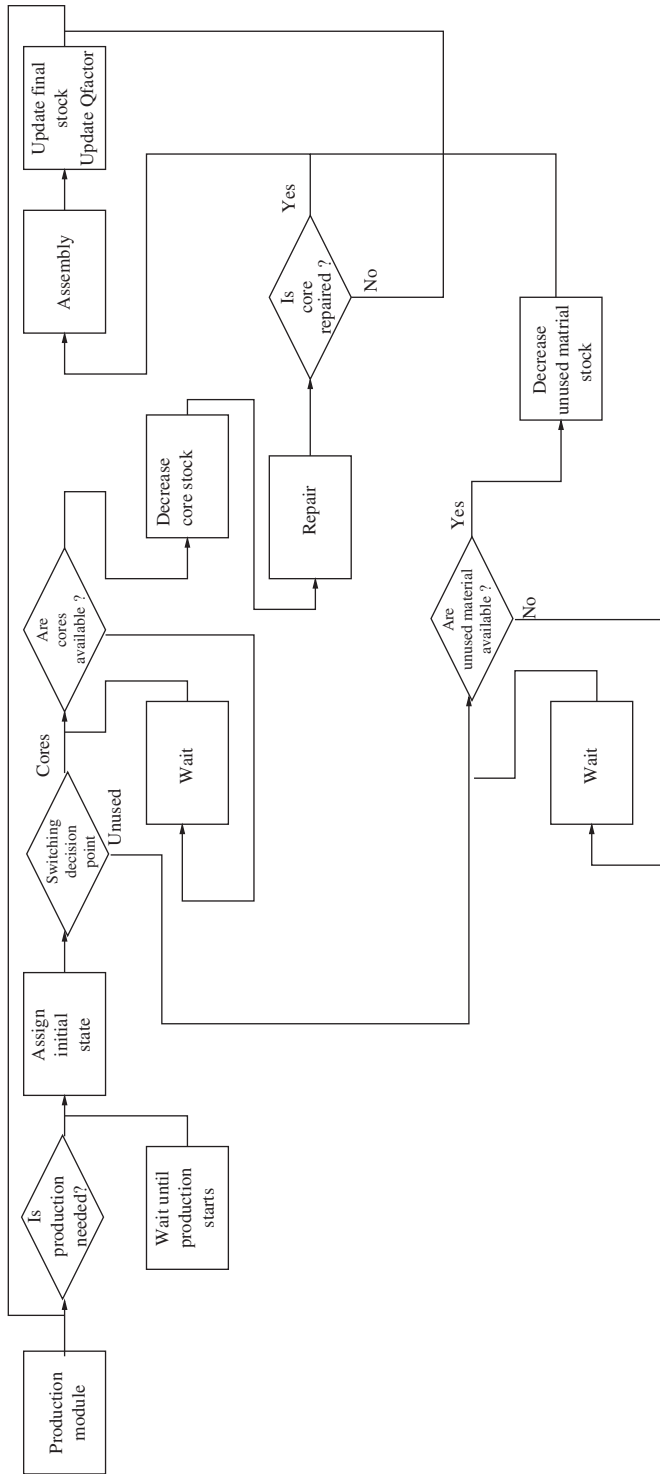 Production
module
Is
production
needed?
Wait until
production
starts
Assign
initial
state
Switching
decision
point
Cores
Unused
Are
cores
available ?
Wait
Decrease
core stock
Repair
Is
core
repaired ?
Yes
No
Assembly
Update final
stock
Update Qfactor
Are
unused material
available ?
Yes
No
Wait
Decrease
unused matrial
stock